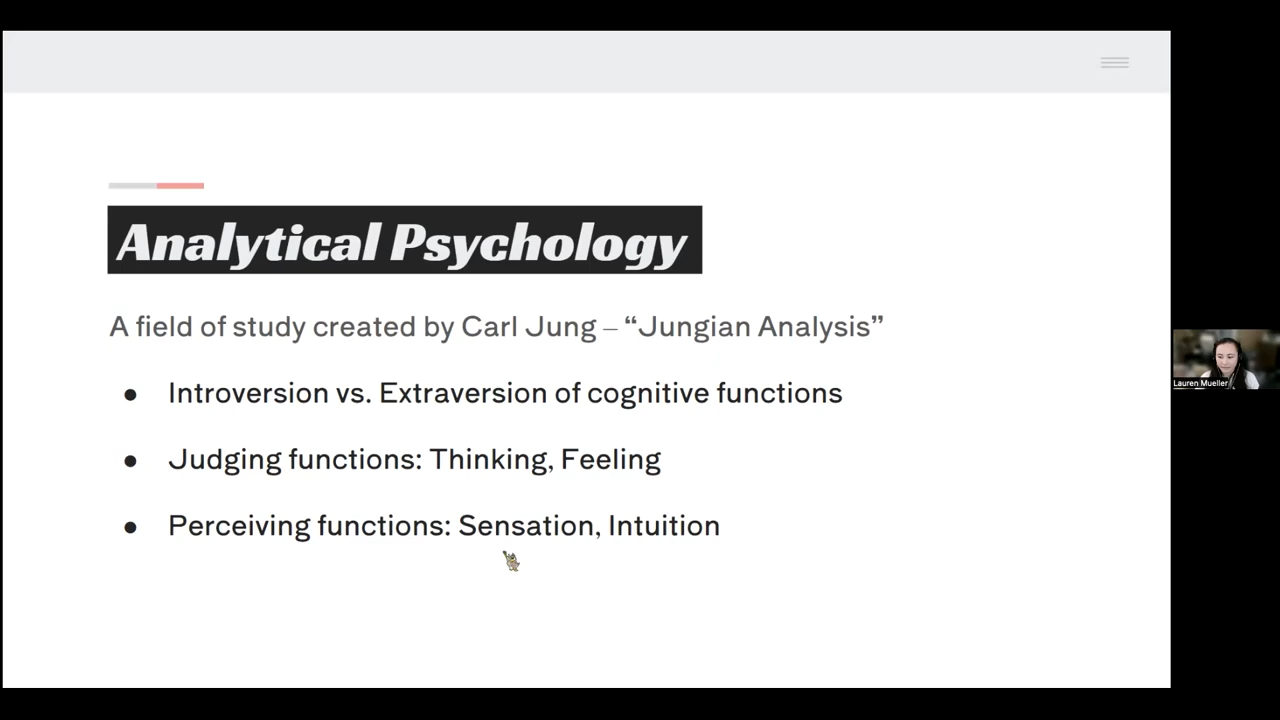 Analytical Psychology
A field of study created by Carl Jung – “Jungian Analysis”
● Introversion vs. Extraversion of cognitive functions
● Judging functions: Thinking, Feeling
● Perceiving functions: Sensation, Intuition
Lauren Mueller